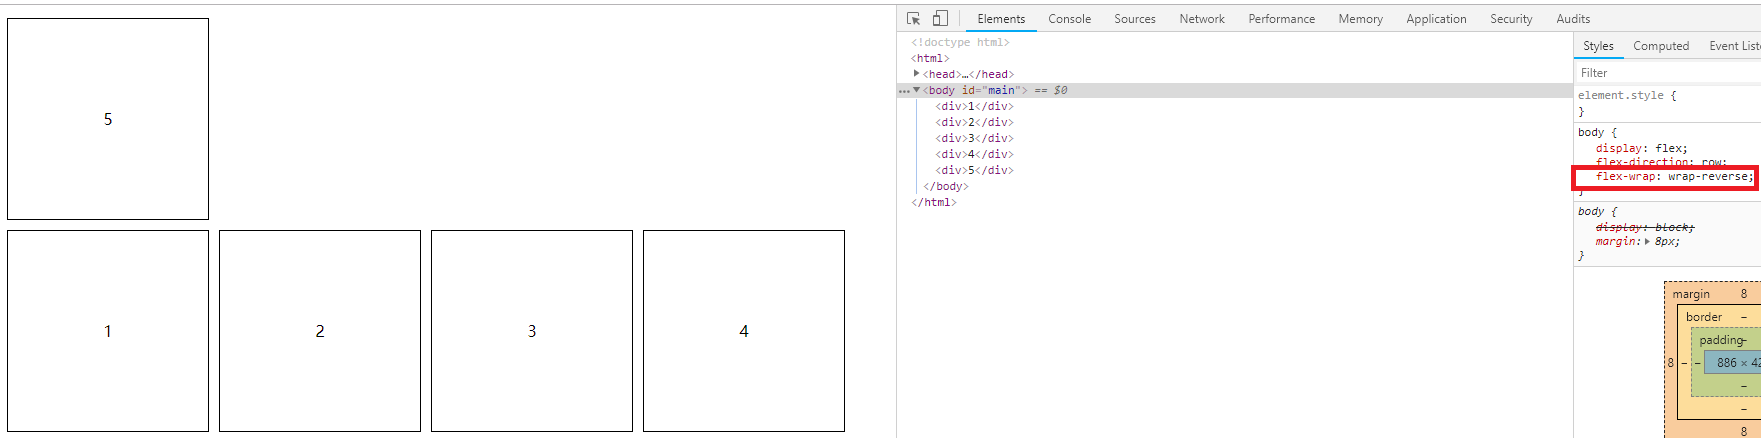 5
1 2 3 4
Elements Console Sources Network Performance Memory Application Security Audits
<!doctype html>
<html>
<head>…</head>
<body id="main"> == $0
<div>1</div>
<div>2</div>
<div>3</div>
<div>4</div>
<div>5</div>
</body>
</html>
Styles Computed Event Liste
Filter
element.style {
}
body {
display: flex;
flex-direction: row;
flex-wrap: wrap-reverse;
}
body {
display: block;
margin: 8px;
}
margin 8
border –
padding –
8 – – 886 × 42
–
–
8